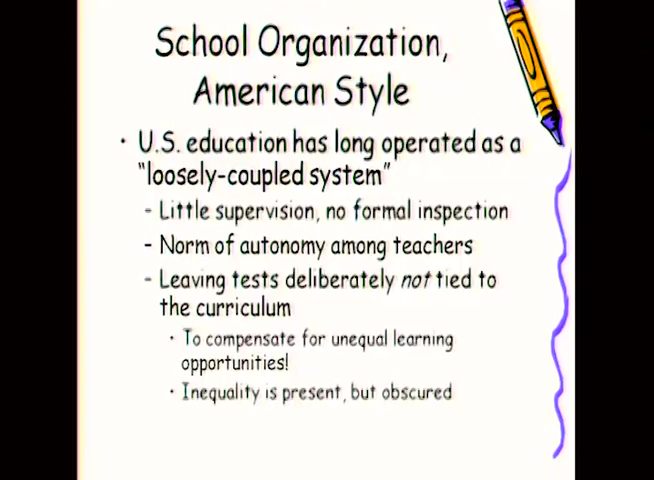 School Organization,
American Style
• U.S. education has long operated as a
“loosely-coupled system”
- Little supervision, no formal inspection
- Norm of autonomy among teachers
- Leaving tests deliberately not tied to
the curriculum
• To compensate for unequal learning
opportunities!
• Inequality is present, but obscured